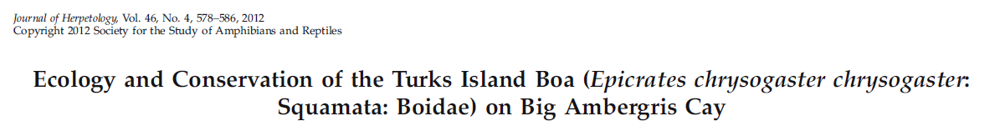 Journal of Herpetology, Vol. 46, No. 4, 578–586, 2012
Copyright 2012 Society for the Study of Amphibians and Reptiles
Ecology and Conservation of the Turks Island Boa (Epicrates chrysogaster chrysogaster:
Squamata: Boidae) on Big Ambergris Cay